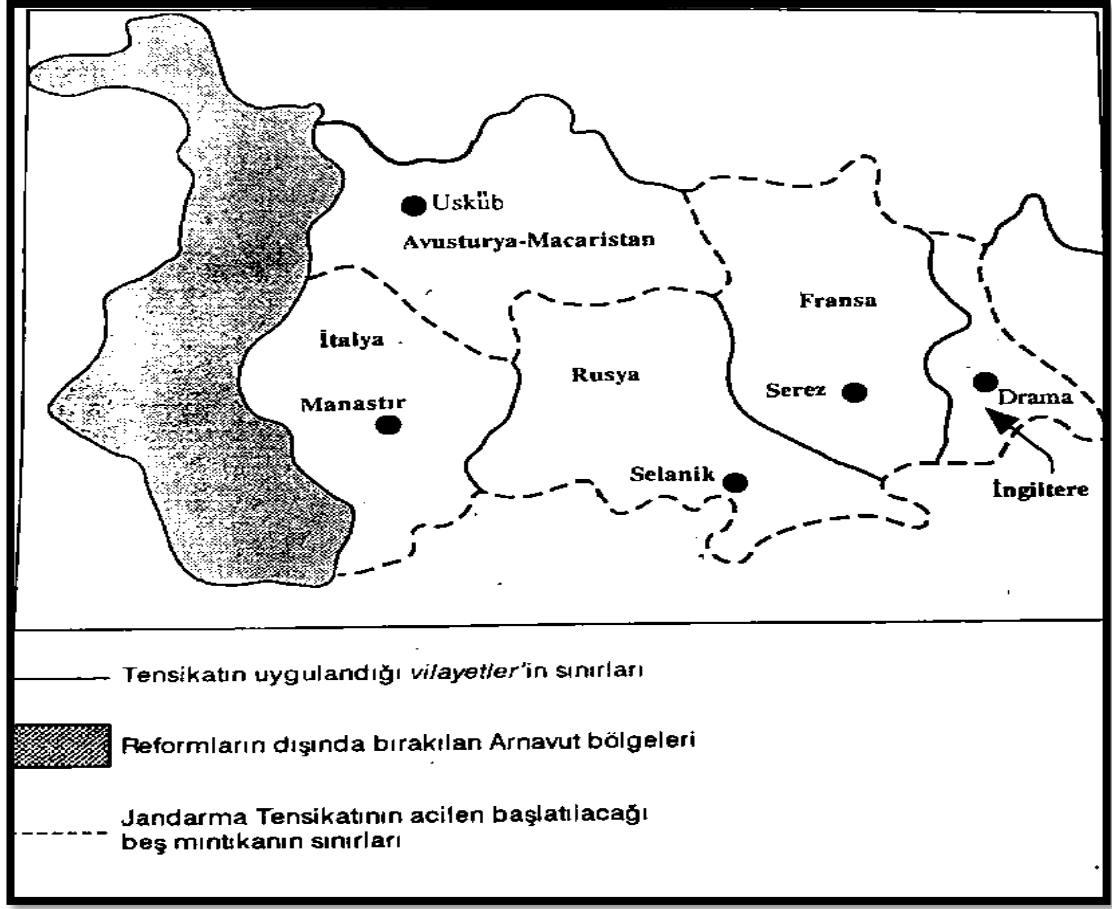 Usküb
Avusturya-Macaristan
Fransa
İtalya
Rusya
Serez
Drama
Manastır
Selanik
İngiltere
Tensikatın uygulandığı vilayetler'in sınırları
Reformların dışında bırakılan Arnavut bölgeleri
Jandarma Tensikatının acilen başlatılacağı
beş mıntıkanın sınırları